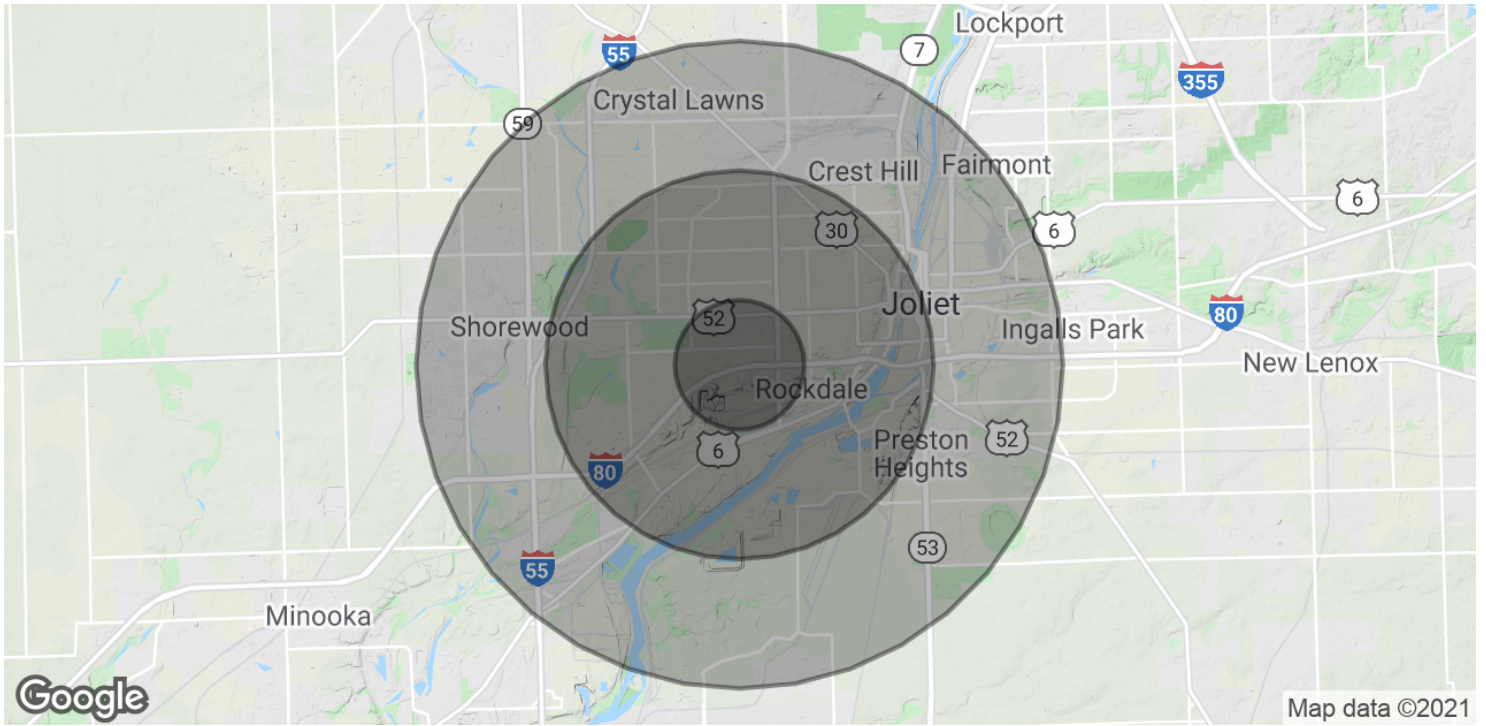 Lockport
7
55
355
Crystal Lawns
59
Crest Hill
Fairmont
6
30
6
Joliet
52
80
Shorewood
Ingalls Park
New Lenox
Rockdale
Preston
Heights
52
6
80
53
55
Minooka
Google
Map data ©2021